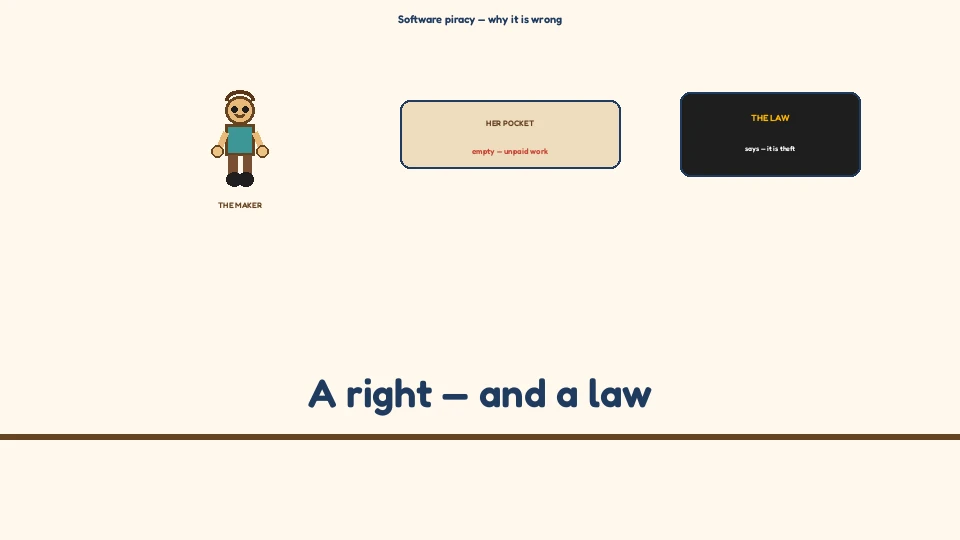 Software piracy — why it is wrong
THE MAKER
HER POCKET
empty — unpaid work
THE LAW
says — it is theft
A right — and a law